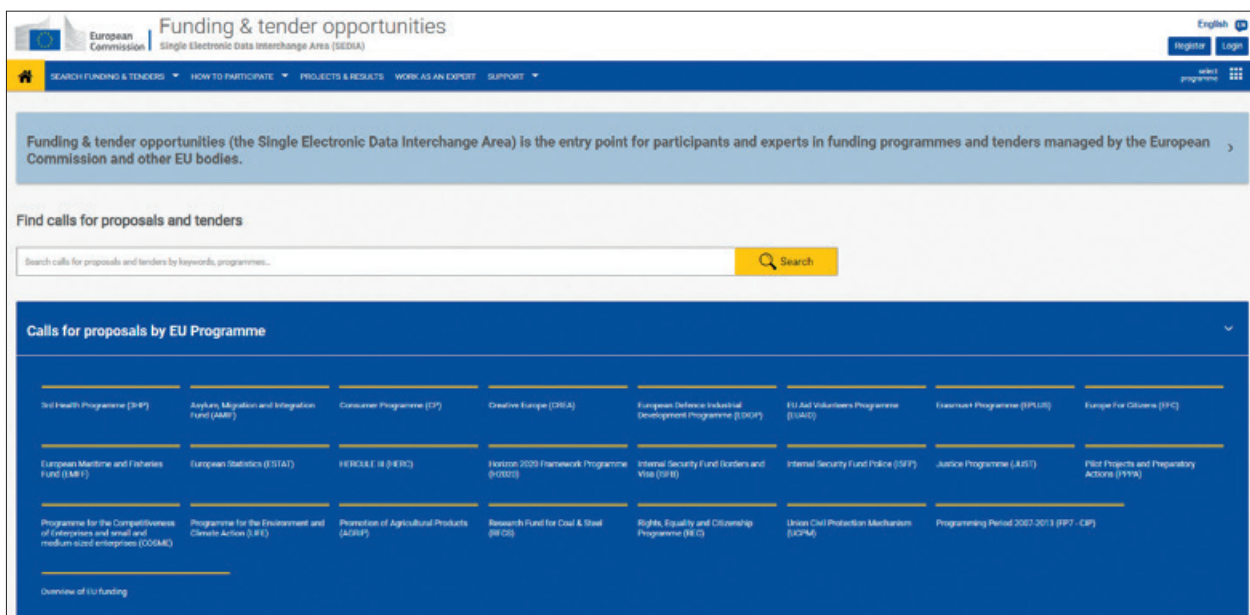 European
Commission
Funding & tender opportunities
Single Electronic Data Interchange Area (SEDIA)
English EN
Register Login
SEARCH FUNDING & TENDERS HOW TO PARTICIPATE PROJECTS & RESULTS WORK AS AN EXPERT SUPPORT
select
programme
Funding & tender opportunities (the Single Electronic Data Interchange Area) is the entry point for participants and experts in funding programmes and tenders managed by the European
Commission and other EU bodies.
Find calls for proposals and tenders
Search calls for proposals and tenders by keywords, programmes...
Search
Calls for proposals by EU Programme
3rd Health Programme (3HP)
Asylum, Migration and Integration
Fund (AMIF)
Consumer Programme (CP)
Creative Europe (CREA)
European Defence Industrial
Development Programme (EDIDP)
EU Aid Volunteers Programme
(EUAID)
Erasmus+ Programme (EPLUS)
Europe For Citizens (EFC)
European Maritime and Fisheries
Fund (EMFF)
European Statistics (ESTAT)
HERCULE III (HERC)
Horizon 2020 Framework Programme
(H2020)
Internal Security Fund Borders and
Visa (ISFB)
Internal Security Fund Police (ISFP)
Justice Programme (JUST)
Pilot Projects and Preparatory
Actions (PPPA)
Programme for the Competitiveness
of Enterprises and small and
medium-sized enterprises (COSME)
Programme for the Environment and
Climate Action (LIFE)
Promotion of Agricultural Products
(AGRIP)
Research Fund for Coal & Steel
(RFCS)
Rights, Equality and Citizenship
Programme (REC)
Union Civil Protection Mechanism
(UCPM)
Programming Period 2007-2013 (FP7 - CIP)
Overview of EU funding